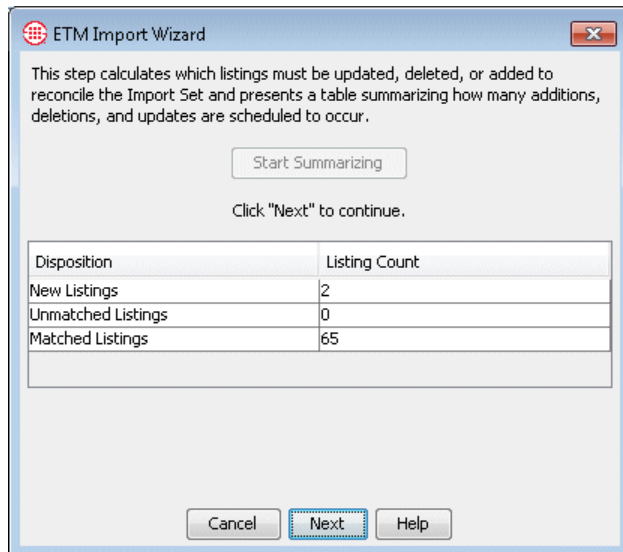 ETM Import Wizard
This step calculates which listings must be updated, deleted, or added to
reconcile the Import Set and presents a table summarizing how many additions,
deletions, and updates are scheduled to occur.
Start Summarizing
Click "Next" to continue.
Disposition Listing Count
New Listings 2
Unmatched Listings 0
Matched Listings 65
Cancel Next Help